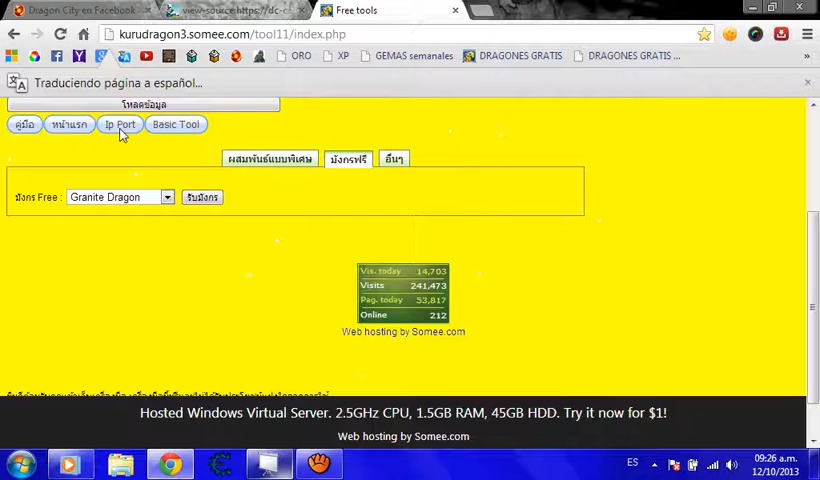 Dragon City en Facebook
view-source:https://dc-c
Free tools
kurudragon3.somee.com/tool11/index.php
ORO
XP
GEMAS semanales
DRAGONES GRATIS
DRAGONES GRATIS ...
Traduciendo página a español...
โหลดข้อมูล
คู่มือ
หน้าแรก
Ip Port
Basic Tool
ผสมพันธ์แบบพิเศษ
มังกรฟรี
อื่นๆ
มังกร Free :
Granite Dragon
รับมังกร
Vis. today 14,703
Visits 241,473
Pag. today 53,817
Online 212
Web hosting by Somee.com
Hosted Windows Virtual Server. 2.5GHz CPU, 1.5GB RAM, 45GB HDD. Try it now for $1!
Web hosting by Somee.com
ES
09:26 a.m.
12/10/2013